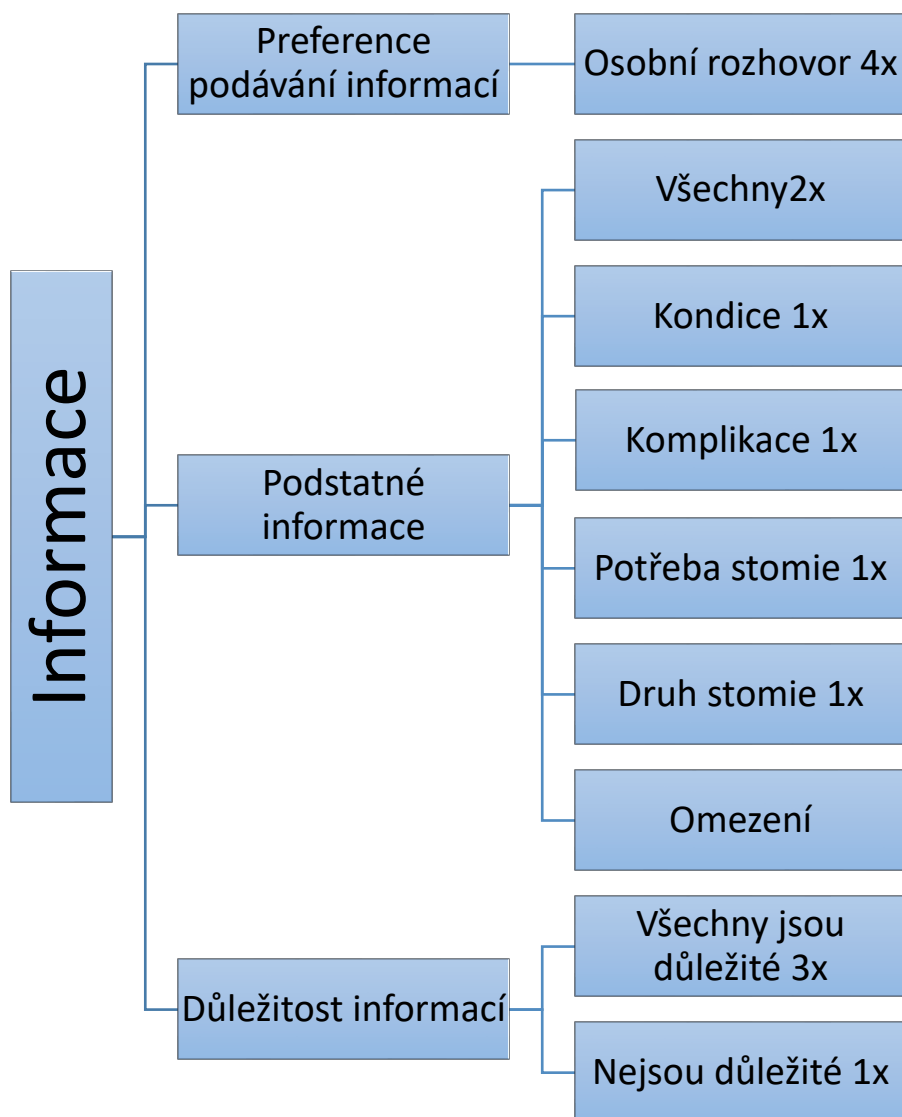 Informace
Preference
podávání informací
Osobní rozhovor 4x
Podstatné
informace
Všechny2x
Kondice 1x
Komplikace 1x
Potřeba stomie 1x
Druh stomie 1x
Omezení
Důležitost informací
Všechny jsou
důležité 3x
Nejsou důležité 1x